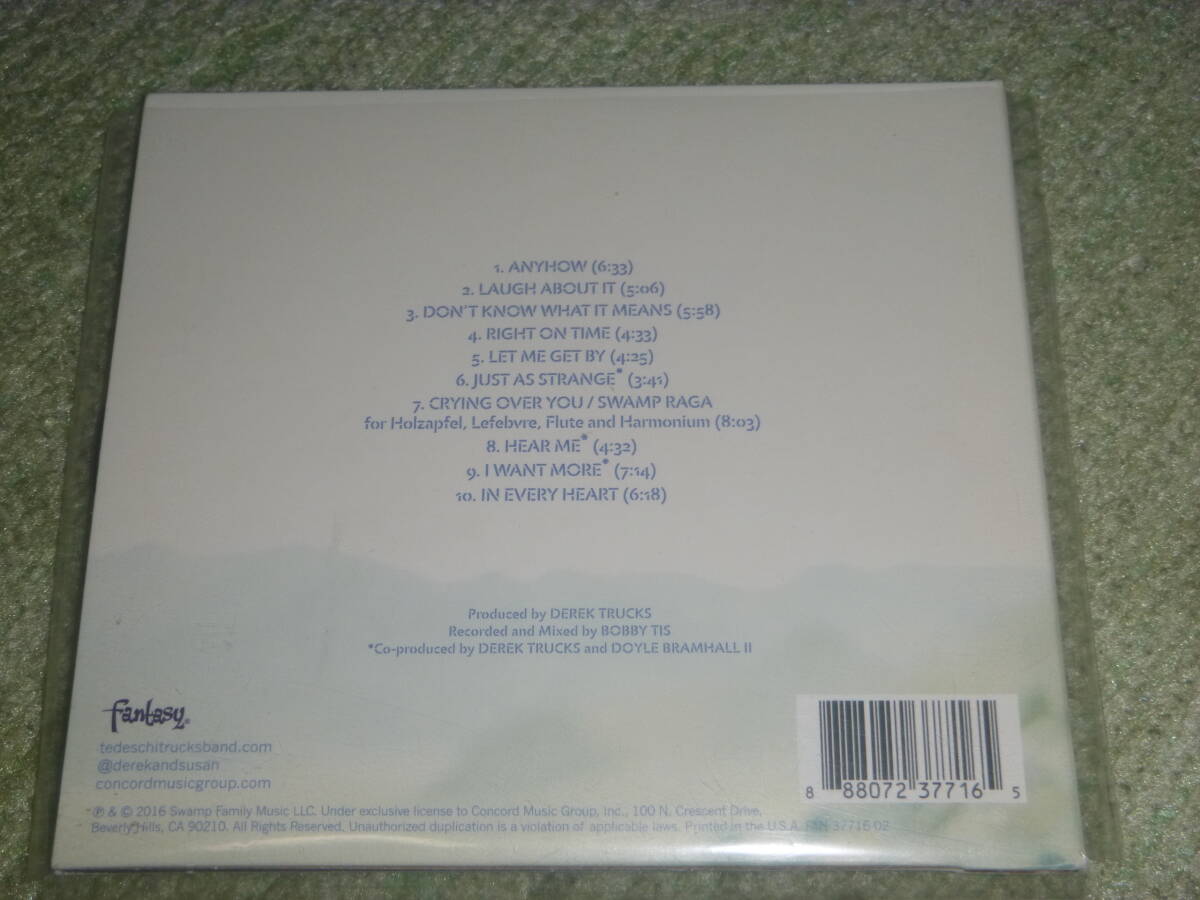 1. ANYHOW (6:33)
2. LAUGH ABOUT IT (5:06)
3. DON'T KNOW WHAT IT MEANS (5:58)
4. RIGHT ON TIME (4:33)
5. LET ME GET BY (4:25)
6. JUST AS STRANGE* (3:41)
7. CRYING OVER YOU / SWAMP RAGA
for Holzapfel, Lefebvre, Flute and Harmonium (8:03)
8. HEAR ME* (4:32)
9. I WANT MORE* (7:14)
10. IN EVERY HEART (6:18)
Produced by DEREK TRUCKS
Recorded and Mixed by BOBBY TIS
*Co-produced by DEREK TRUCKS and DOYLE BRAMHALL II
fantasy®
tedeschitrucksband.com
@derekandsusan
concordmusicgroup.com
8 88072 37716 5
℗ & © 2016 Swamp Family Music LLC. Under exclusive license to Concord Music Group, Inc., 100 N. Crescent Drive,
Beverly Hills, CA 90210. All Rights Reserved. Unauthorized duplication is a violation of applicable laws. Printed in the U.S.A. FAN-37716-02